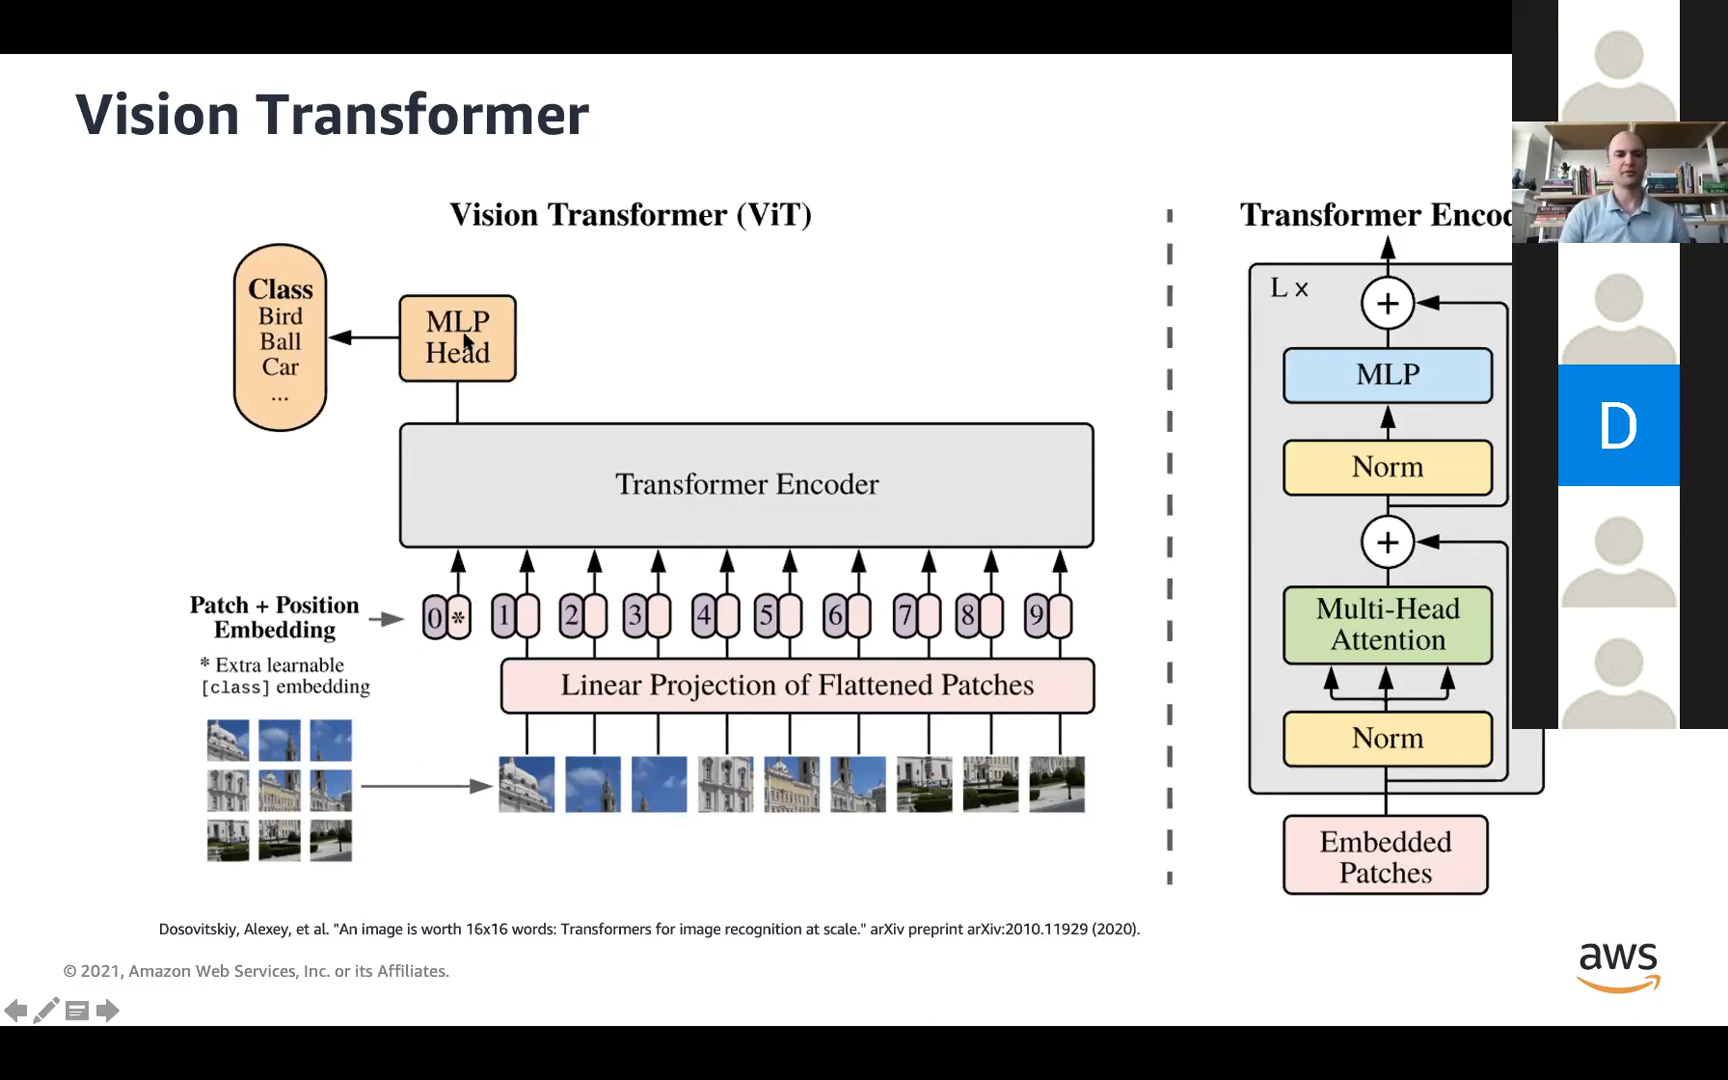 Vision Transformer
Vision Transformer (ViT)
Class
Bird
Ball
Car
...
MLP
Head
Transformer Encoder
Patch + Position
Embedding
* Extra learnable
[class] embedding
0 *
1
2
3
4
5
6
7
8
9
Linear Projection of Flattened Patches
Transformer Encod
L x
+
MLP
Norm
+
Multi-Head
Attention
Norm
Embedded
Patches
D
Dosovitskiy, Alexey, et al. "An image is worth 16x16 words: Transformers for image recognition at scale." arXiv preprint arXiv:2010.11929 (2020).
© 2021, Amazon Web Services, Inc. or its Affiliates.
aws